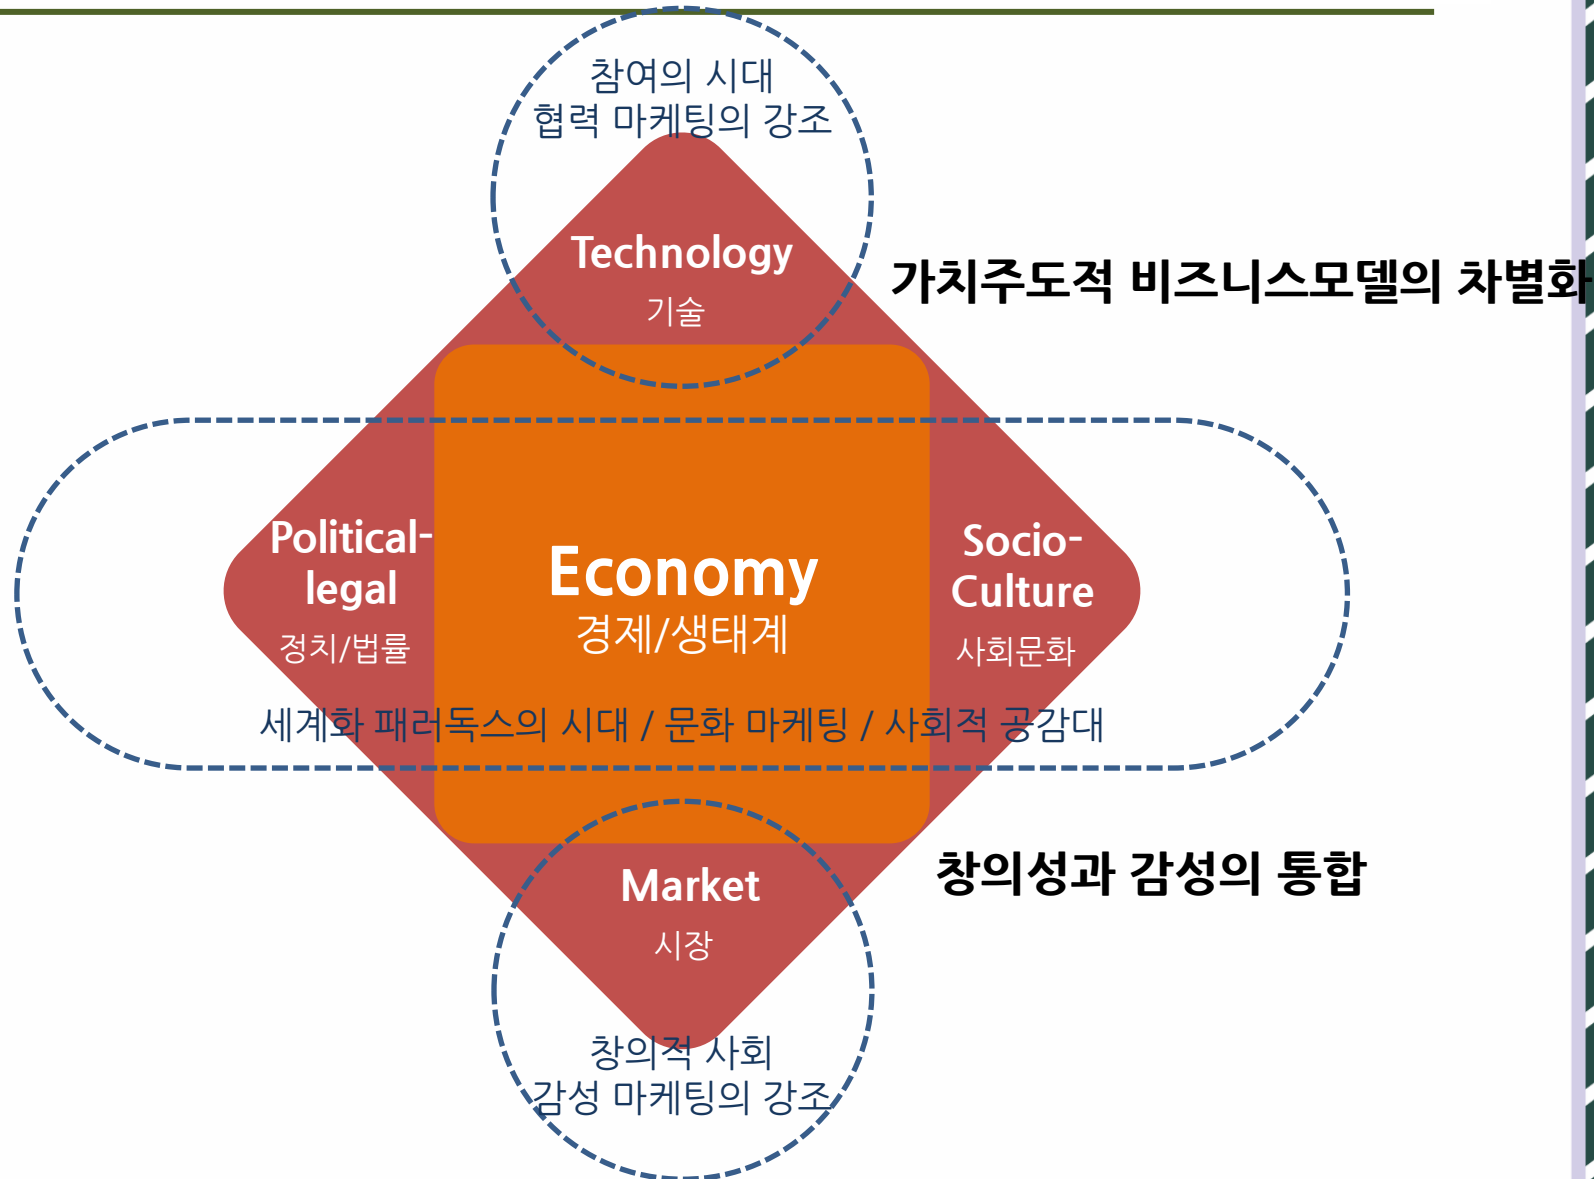 참여의 시대
협력 마케팅의 강조
Technology
기술
가치주도적 비즈니스모델의 차별화
Political-
legal
정치/법률
Economy
경제/생태계
Socio-
Culture
사회문화
세계화 패러독스의 시대 / 문화 마케팅 / 사회적 공감대
Market
시장
창의성과 감성의 통합
창의적 사회
감성 마케팅의 강조